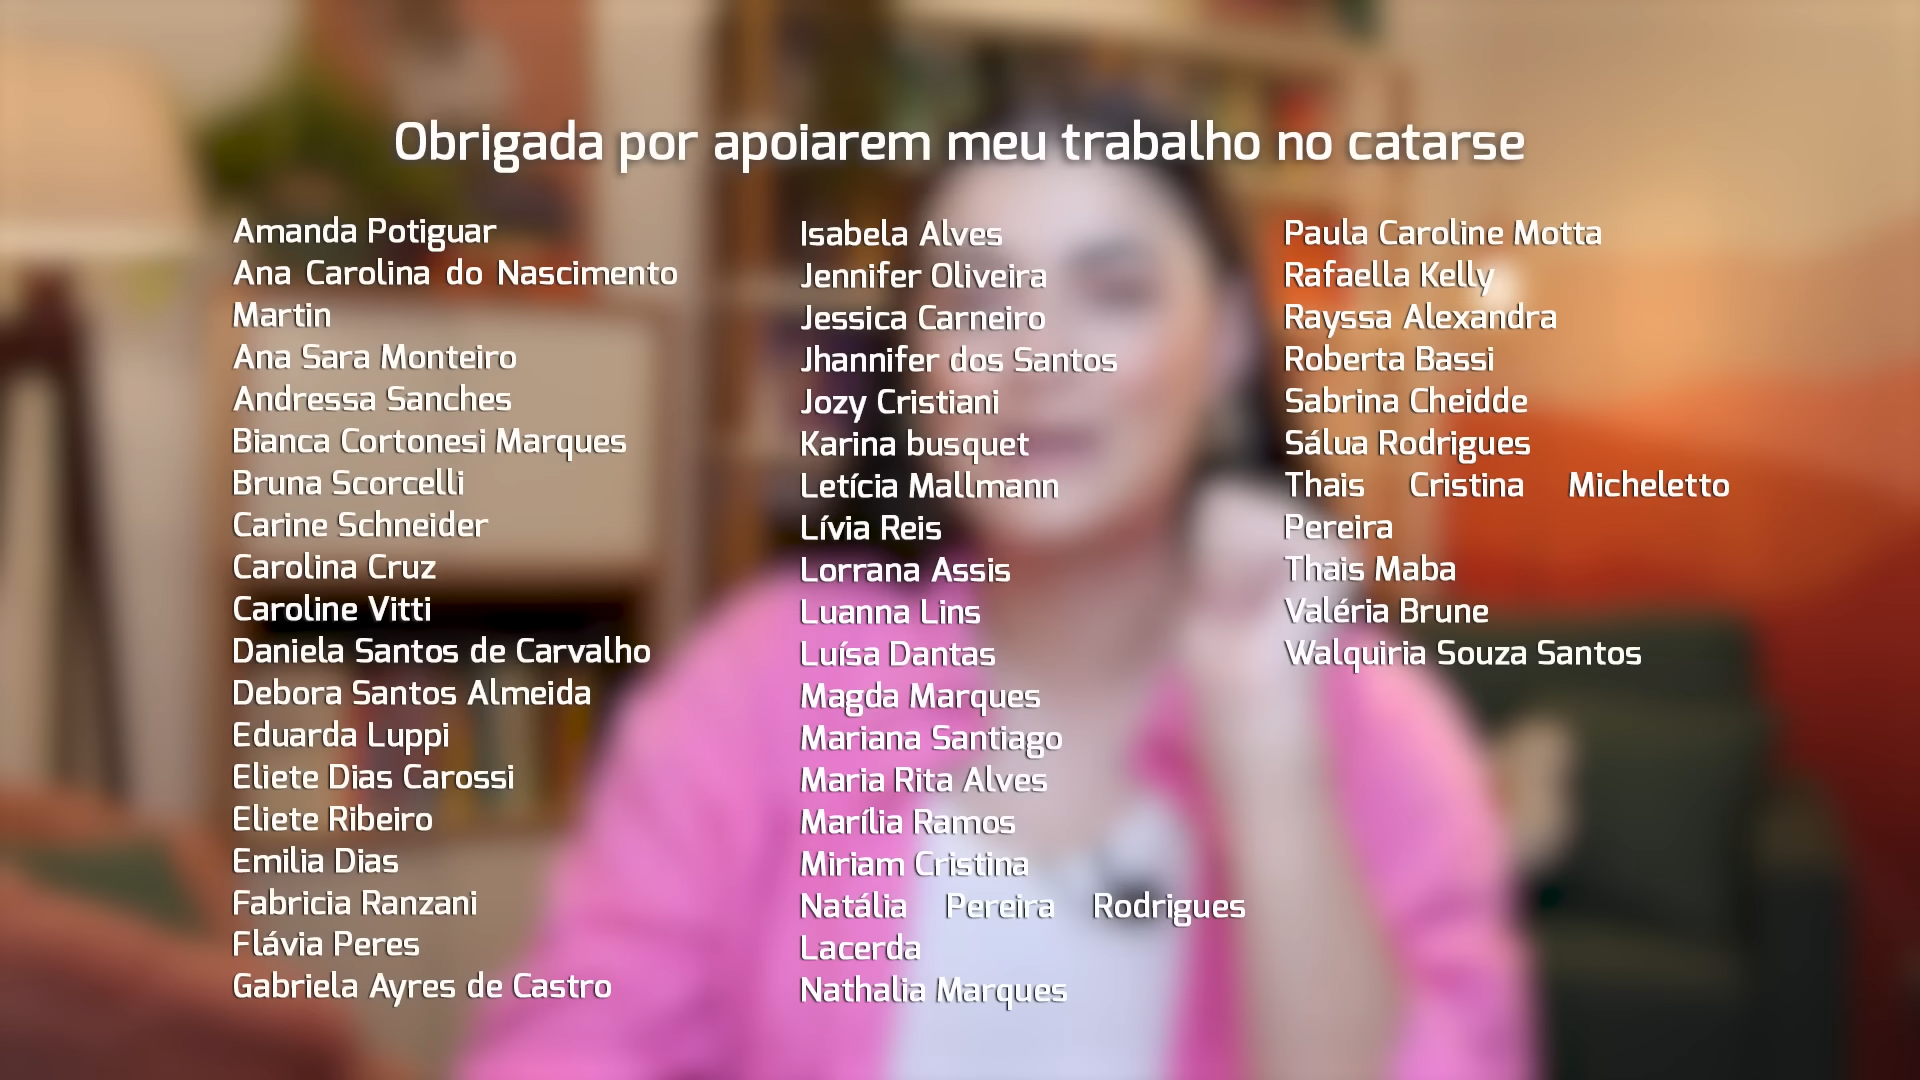 Obrigada por apoiarem meu trabalho no catarse
Amanda Potiguar
Ana Carolina do Nascimento
Martin
Ana Sara Monteiro
Andressa Sanches
Bianca Cortonesi Marques
Bruna Scorcelli
Carine Schneider
Carolina Cruz
Caroline Vitti
Daniela Santos de Carvalho
Debora Santos Almeida
Eduarda Luppi
Eliete Dias Carossi
Eliete Ribeiro
Emilia Dias
Fabricia Ranzani
Flávia Peres
Gabriela Ayres de Castro
Isabela Alves
Jennifer Oliveira
Jessica Carneiro
Jhannifer dos Santos
Jozy Cristiani
Karina busquet
Letícia Mallmann
Lívia Reis
Lorrana Assis
Luanna Lins
Luísa Dantas
Magda Marques
Mariana Santiago
Maria Rita Alves
Marília Ramos
Miriam Cristina
Natália Pereira Rodrigues
Lacerda
Nathalia Marques
Paula Caroline Motta
Rafaella Kelly
Rayssa Alexandra
Roberta Bassi
Sabrina Cheidde
Sálua Rodrigues
Thais Cristina Micheletto
Pereira
Thais Maba
Valéria Brune
Walquiria Souza Santos